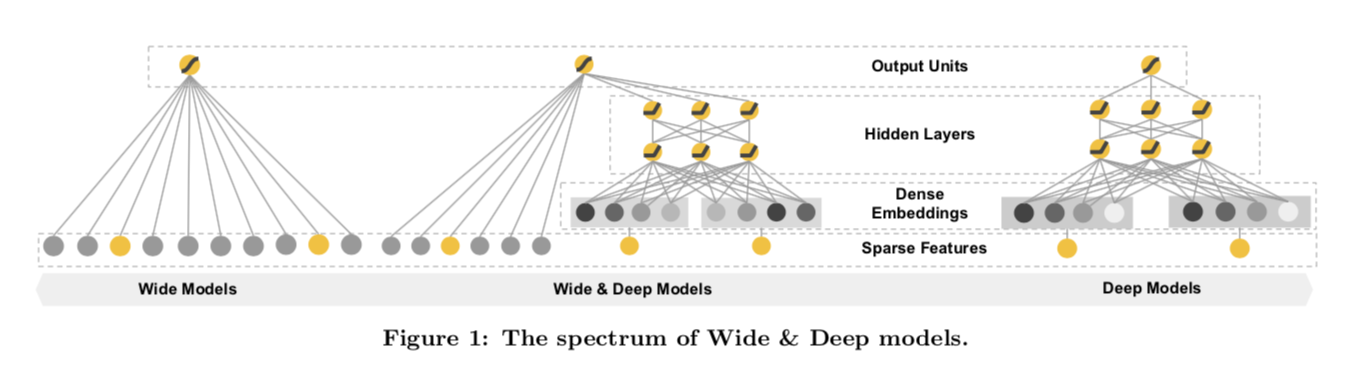 Output Units
Hidden Layers
Dense
Embeddings
Sparse Features
Wide Models
Wide & Deep Models
Deep Models
Figure 1: The spectrum of Wide & Deep models.